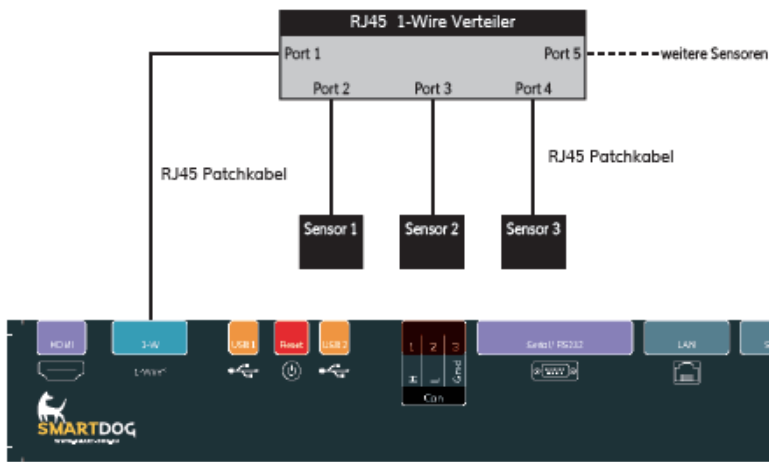 RJ45 1-Wire Verteiler
Port 1
Port 5
weitere Sensoren
Port 2
Port 3
Port 4
RJ45 Patchkabel
RJ45 Patchkabel
Sensor 1
Sensor 2
Sensor 3
HDMI
1-W
USB 1
Reset
USB 2
1
2
3
Serial/ RS232
LAN
S
1-Wire
H
L
Gnd
Can
SMARTDOG